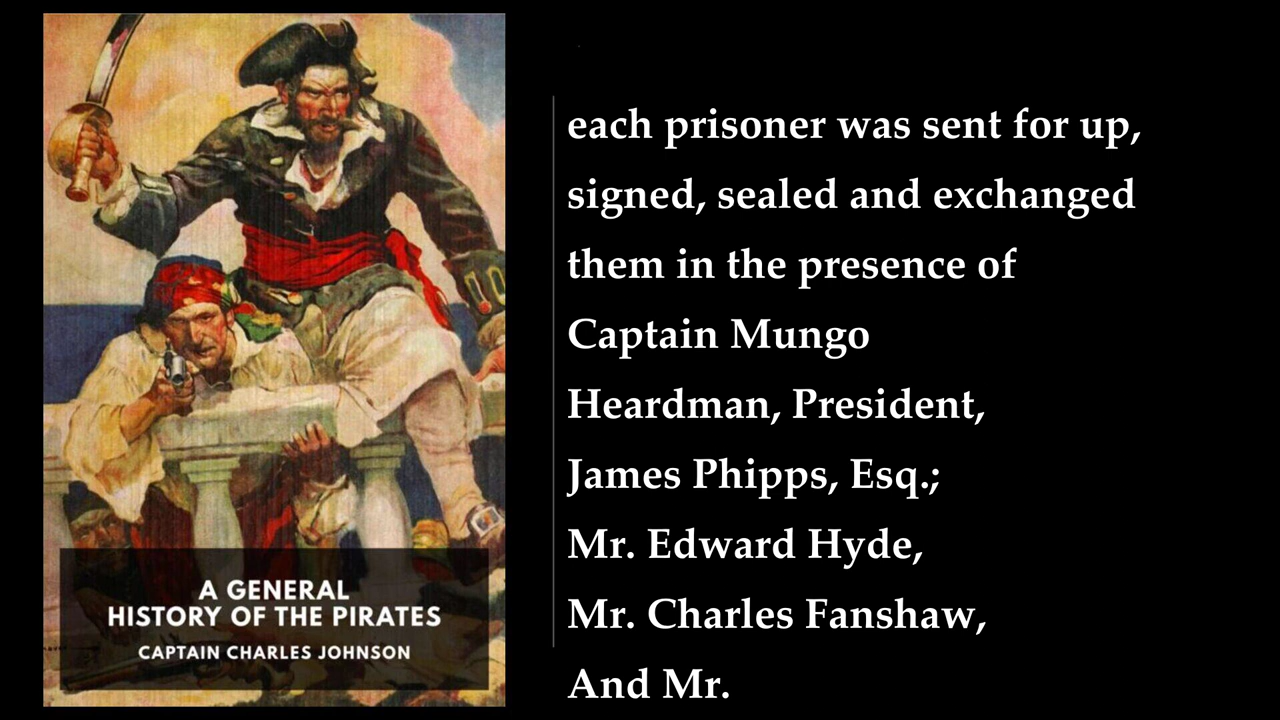 A GENERAL
HISTORY OF THE PIRATES
CAPTAIN CHARLES JOHNSON
each prisoner was sent for up,
signed, sealed and exchanged
them in the presence of
Captain Mungo
Heardman, President,
James Phipps, Esq.;
Mr. Edward Hyde,
Mr. Charles Fanshaw,
And Mr.